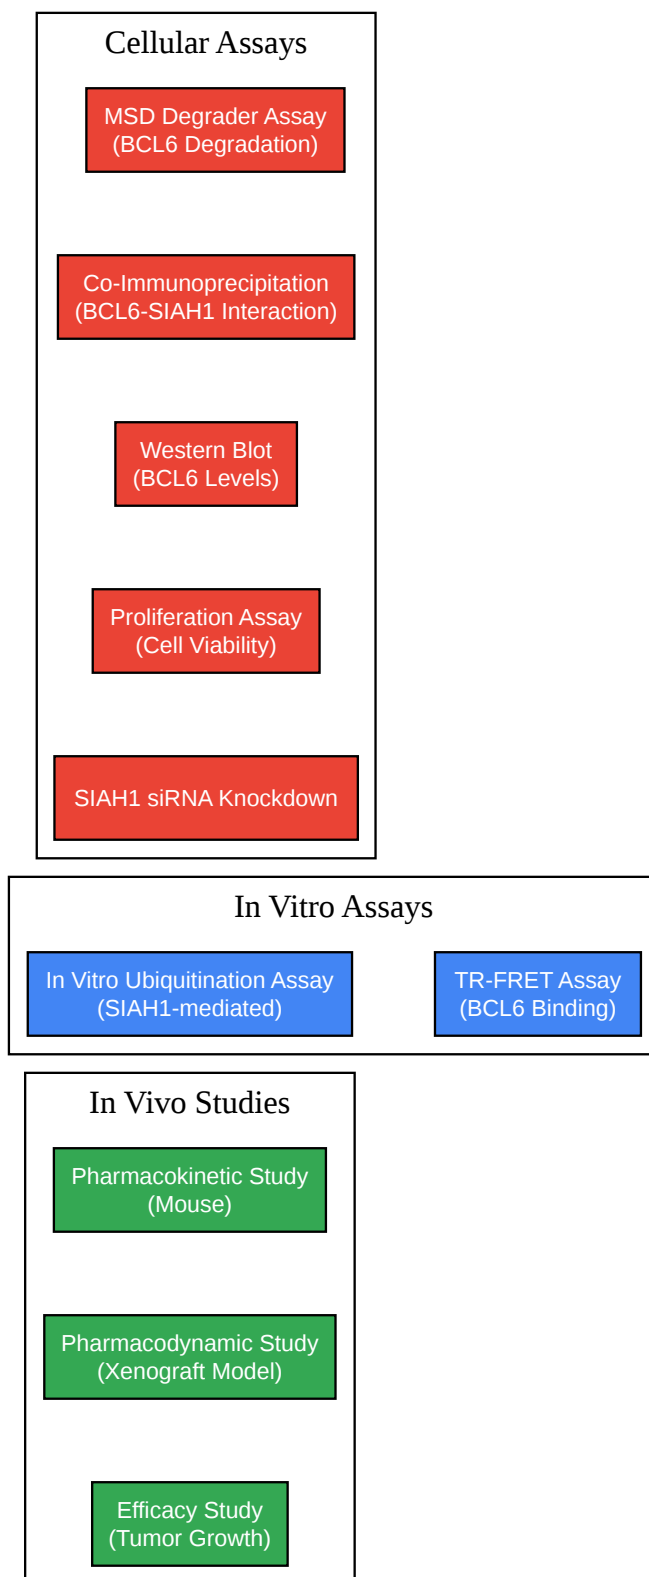 Cellular Assays
MSD Degrader Assay
(BCL6 Degradation)
Co-Immunoprecipitation
(BCL6-SIAH1 Interaction)
Western Blot
(BCL6 Levels)
Proliferation Assay
(Cell Viability)
SIAH1 siRNA Knockdown
In Vitro Assays
In Vitro Ubiquitination Assay
(SIAH1-mediated)
TR-FRET Assay
(BCL6 Binding)
In Vivo Studies
Pharmacokinetic Study
(Mouse)
Pharmacodynamic Study
(Xenograft Model)
Efficacy Study
(Tumor Growth)